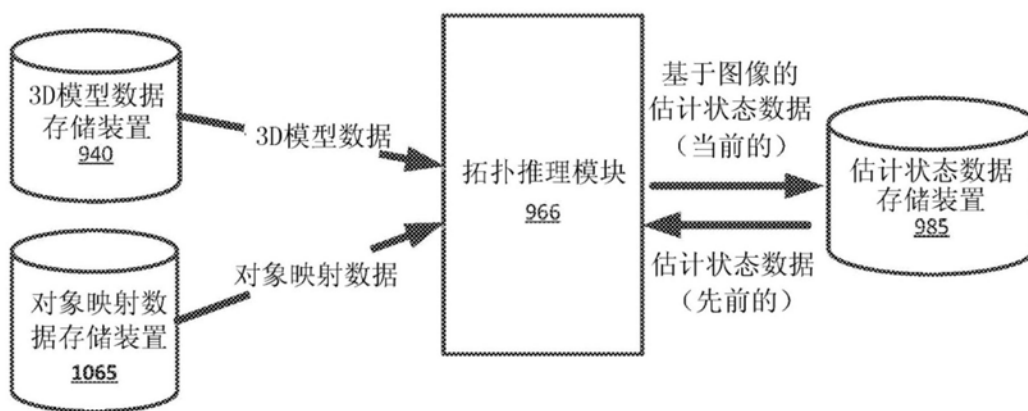 3D模型数据
存储装置
940
3D模型数据
对象映射数
据存储装置
1065
对象映射数据
拓扑推理模块
966
基于图像的
估计状态数据
（当前的）
估计状态数据
（先前的）
估计状态数据
存储装置
985